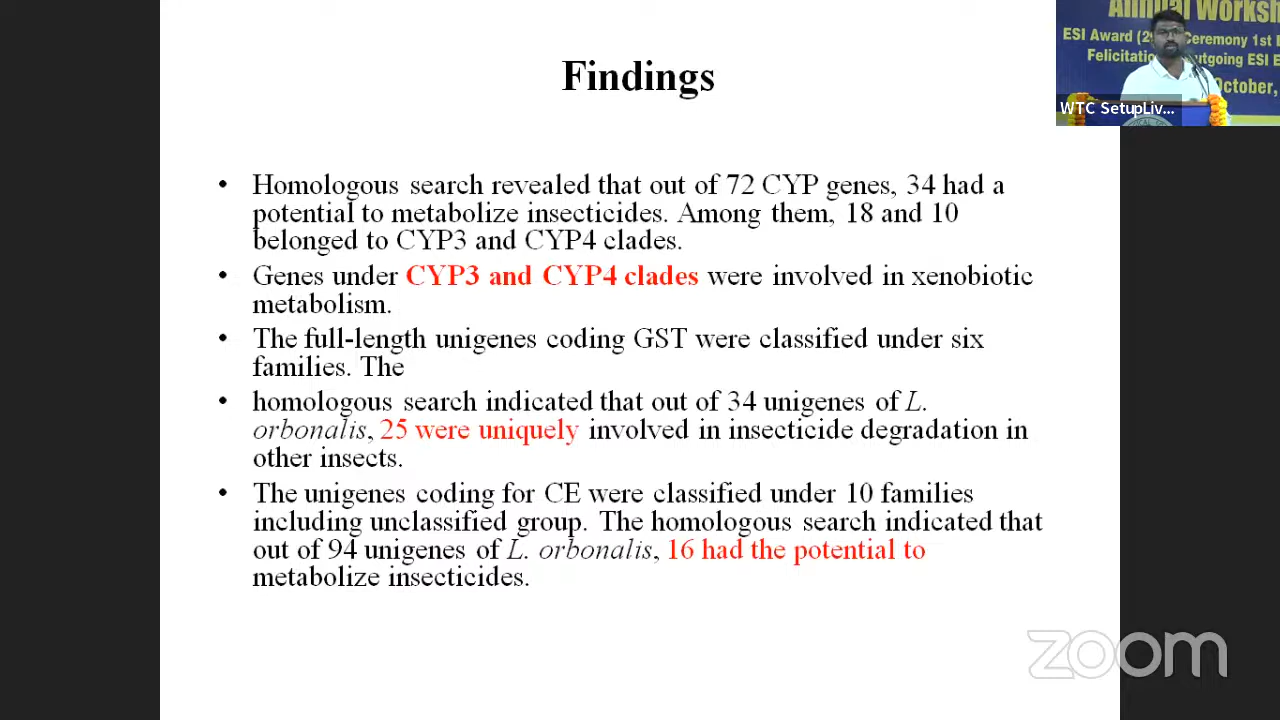 Findings
• Homologous search revealed that out of 72 CYP genes, 34 had a
potential to metabolize insecticides. Among them, 18 and 10
belonged to CYP3 and CYP4 clades.
• Genes under CYP3 and CYP4 clades were involved in xenobiotic
metabolism.
• The full-length unigenes coding GST were classified under six
families. The
• homologous search indicated that out of 34 unigenes of L.
orbonalis, 25 were uniquely involved in insecticide degradation in
other insects.
• The unigenes coding for CE were classified under 10 families
including unclassified group. The homologous search indicated that
out of 94 unigenes of L. orbonalis, 16 had the potential to
metabolize insecticides.
Annual Worksh
ESI Award Ceremony 1st
Felicitatio utgoing ESI E
October,
WTC SetupLiv...
zoom